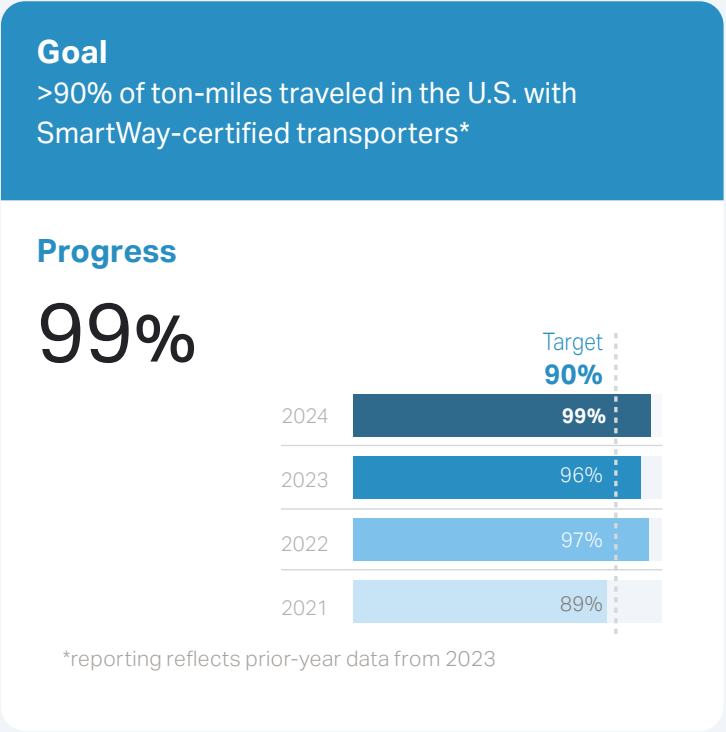 Goal
>90% of ton-miles traveled in the U.S. with
SmartWay-certified transporters*
Progress
99%
Target
90%
2024 99%
2023 96%
2022 97%
2021 89%
*reporting reflects prior-year data from 2023